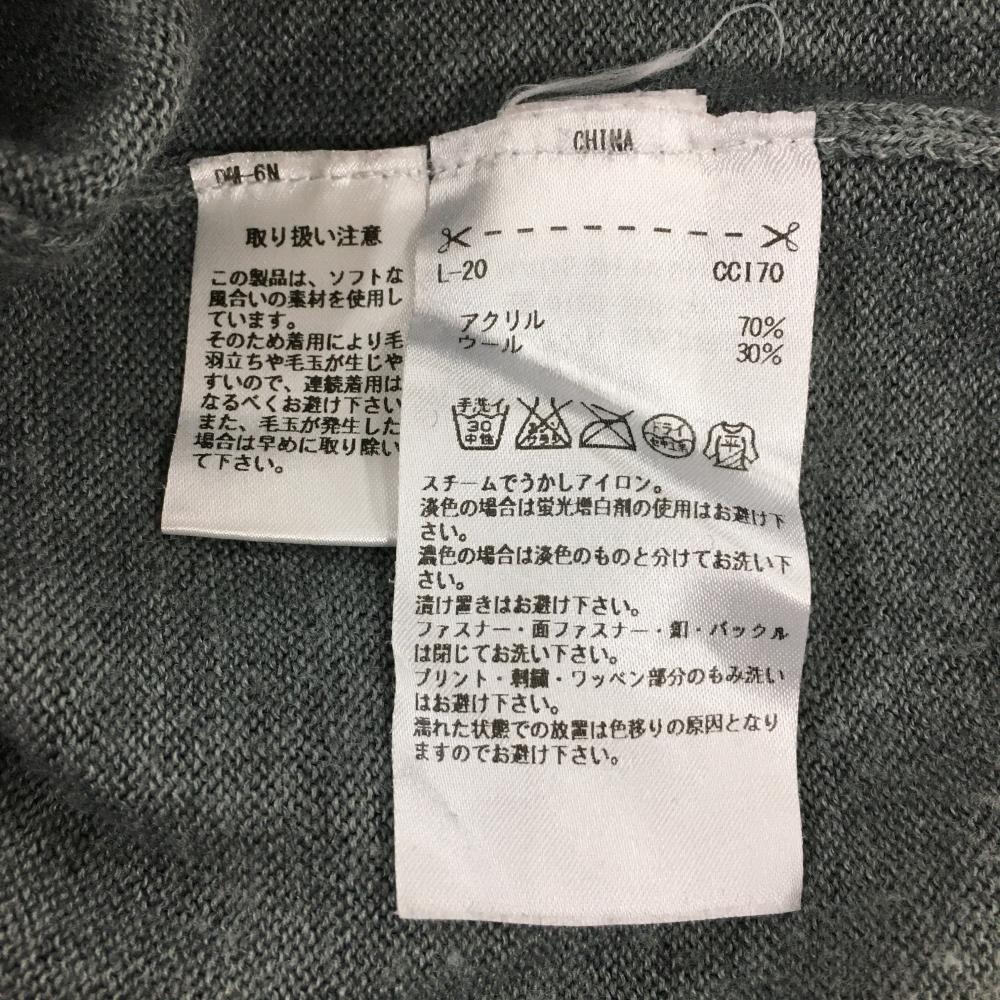 DM-6N
取り扱い注意
この製品は、ソフトな
風合いの素材を使用し
ています。
そのため着用により毛
羽立ちや毛玉が生じや
すいので、連続着用は
なるべくお避け下さい
また、毛玉が発生した
場合は早めに取り除い
て下さい。
CHINA
L-20 CCI70
アクリル 70%
ウール 30%
手洗イ
30
中性
ドライ
平
スチームでうかしアイロン。
淡色の場合は蛍光増白剤の使用はお避け下
さい。
濃色の場合は淡色のものと分けてお洗い下
さい。
漬け置きはお避け下さい。
ファスナー・面ファスナー・釦・バックル
は閉じてお洗い下さい。
プリント・刺繍・ワッペン部分のもみ洗い
はお避け下さい。
濡れた状態での放置は色移りの原因となり
ますのでお避け下さい。